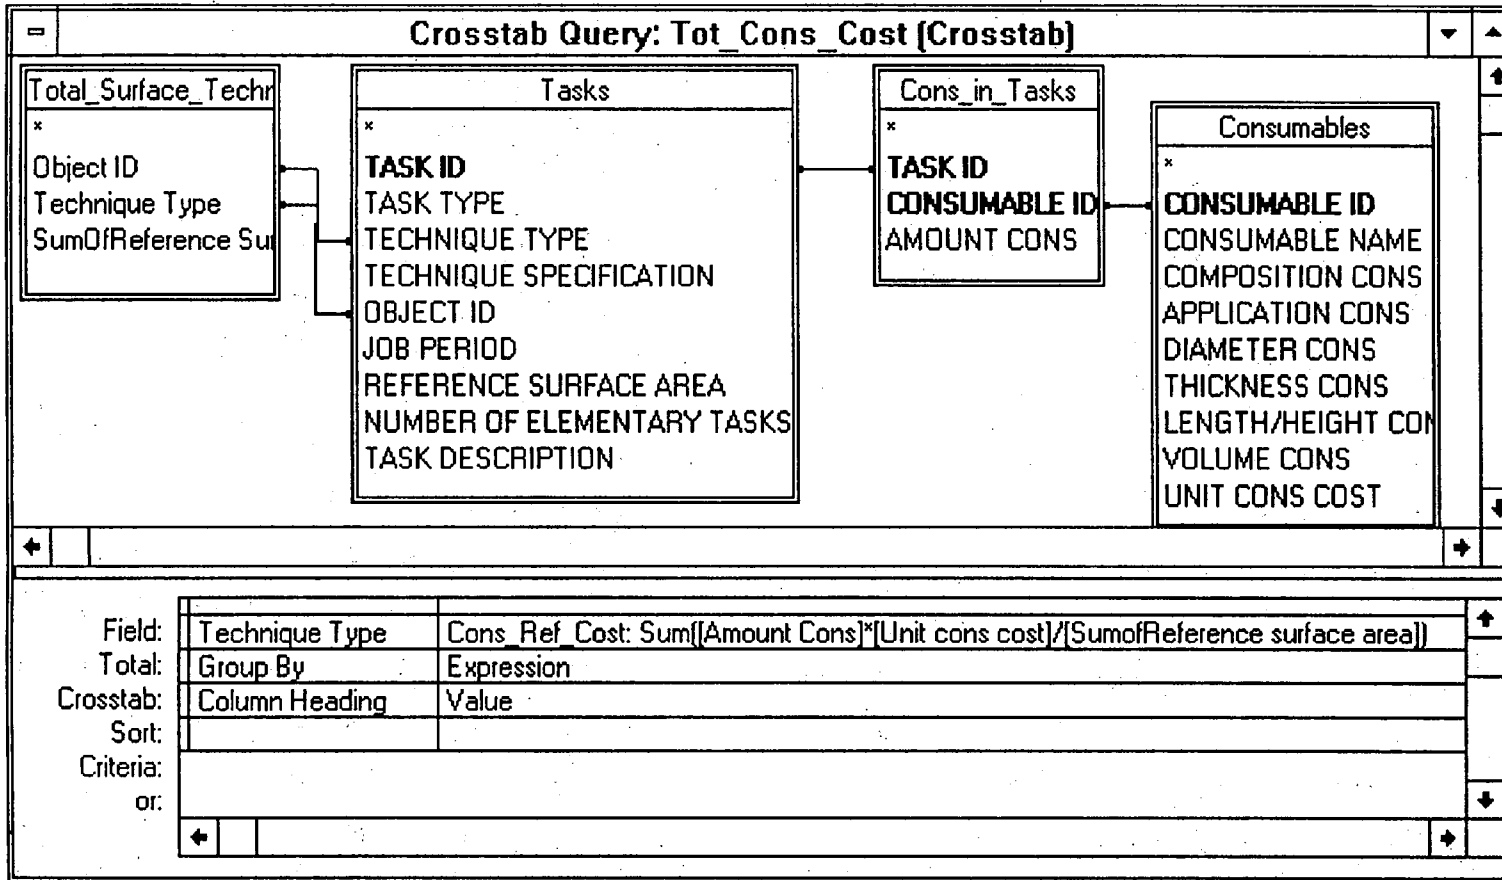 Crosstab Query: Tot_Cons_Cost (Crosstab)
Total_Surface_Techn
*
Object ID
Technique Type
SumOfReference Sur
Tasks
*
TASK ID
TASK TYPE
TECHNIQUE TYPE
TECHNIQUE SPECIFICATION
OBJECT ID
JOB PERIOD
REFERENCE SURFACE AREA
NUMBER OF ELEMENTARY TASKS
TASK DESCRIPTION
Cons_in_Tasks
*
TASK ID
CONSUMABLE ID
AMOUNT CONS
Consumables
*
CONSUMABLE ID
CONSUMABLE NAME
COMPOSITION CONS
APPLICATION CONS
DIAMETER CONS
THICKNESS CONS
LENGTH/HEIGHT CON
VOLUME CONS
UNIT CONS COST
Field: Technique Type Cons_Ref_Cost: Sum([Amount Cons]*[Unit cons cost]/[SumofReference surface area])
Total: Group By Expression
Crosstab: Column Heading Value
Sort:
Criteria:
or: